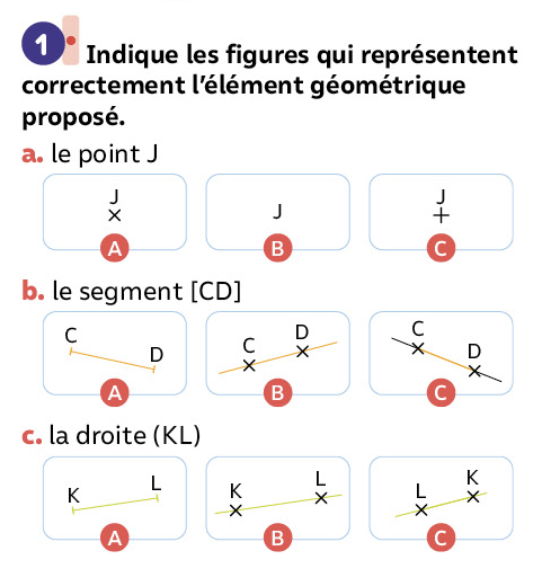 1
Indique les figures qui représentent
correctement l'élément géométrique
proposé.
a. le point J
J J J
A B C
b. le segment [CD]
C D C D C D
A B C
c. la droite (KL)
K L K L L K
A B C